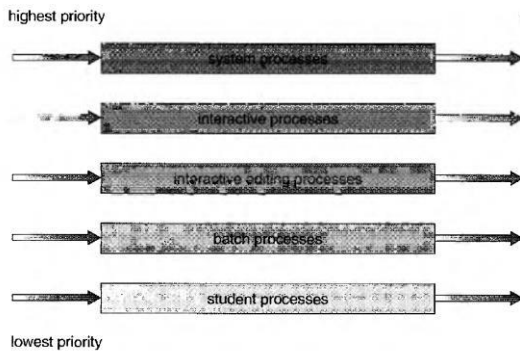 highest priority
system processes
interactive processes
interactive editing processes
batch processes
student processes
lowest priority